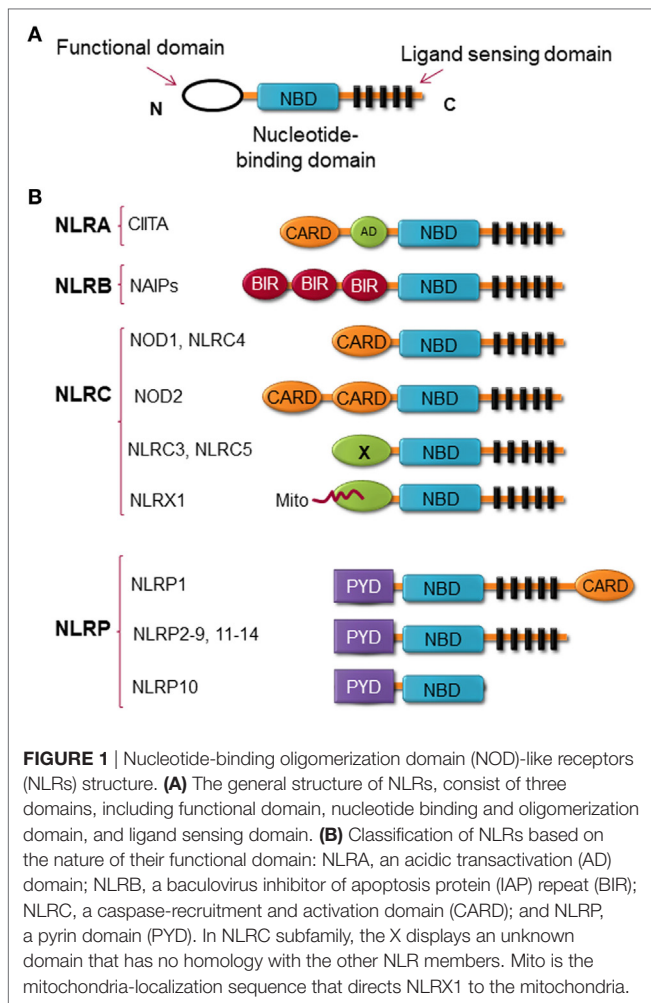 A
Functional domain
Ligand sensing domain
N
NBD
C
Nucleotide-
binding domain
B
NLRA
CIITA
CARD AD NBD
NLRB
NAIPs
BIR BIR BIR NBD
NLRC
NOD1, NLRC4
CARD NBD
NOD2
CARD CARD NBD
NLRC3, NLRC5
X NBD
NLRX1
Mito NBD
NLRP
NLRP1
PYD NBD CARD
NLRP2-9, 11-14
PYD NBD
NLRP10
PYD NBD
FIGURE 1 | Nucleotide-binding oligomerization domain (NOD)-like receptors
(NLRs) structure. (A) The general structure of NLRs, consist of three
domains, including functional domain, nucleotide binding and oligomerization
domain, and ligand sensing domain. (B) Classification of NLRs based on
the nature of their functional domain: NLRA, an acidic transactivation (AD)
domain; NLRB, a baculovirus inhibitor of apoptosis protein (IAP) repeat (BIR);
NLRC, a caspase-recruitment and activation domain (CARD); and NLRP,
a pyrin domain (PYD). In NLRC subfamily, the X displays an unknown
domain that has no homology with the other NLR members. Mito is the
mitochondria-localization sequence that directs NLRX1 to the mitochondria.